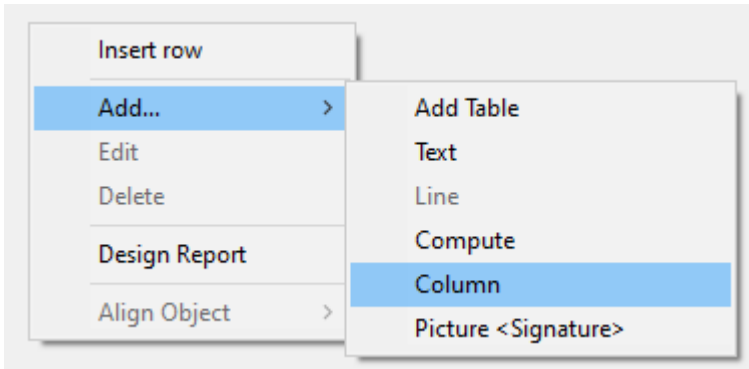 Insert row
Add...
Edit
Delete
Design Report
Align Object
Add Table
Text
Line
Compute
Column
Picture <Signature>